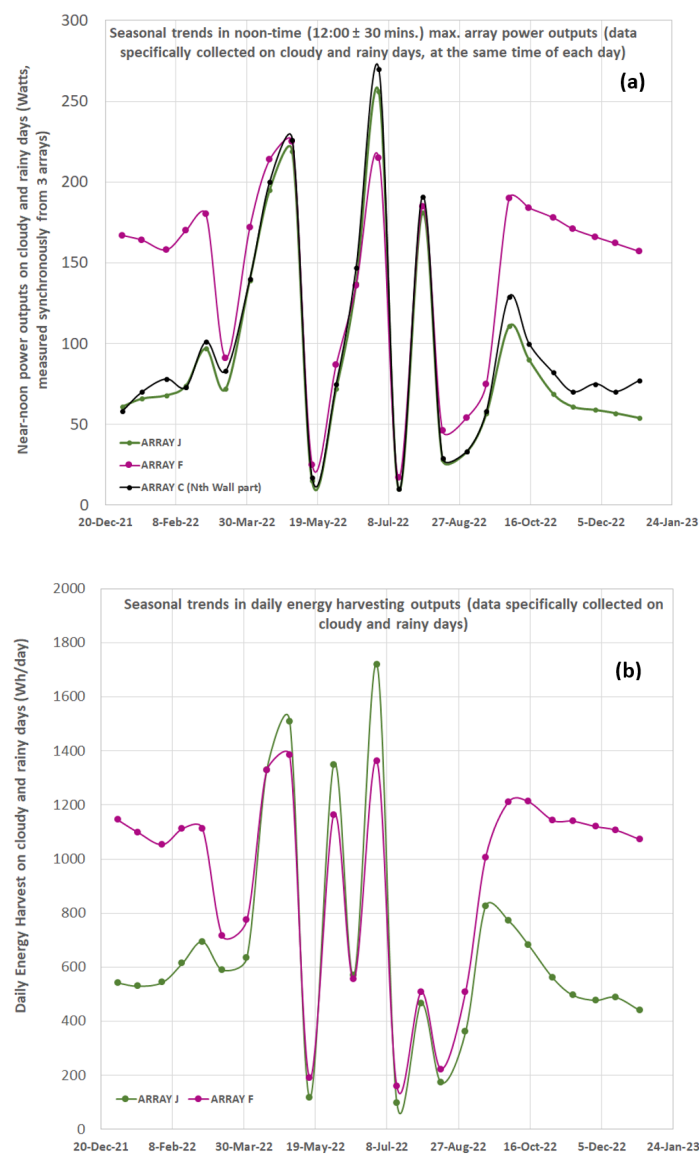 Seasonal trends in noon-time (12:00 ± 30 mins.) max. array power outputs (data
specifically collected on cloudy and rainy days, at the same time of each day)
(a)
Near-noon power outputs on cloudy and rainy days (Watts,
measured synchronously from 3 arrays)
300
250
200
150
100
50
0
ARRAY J
ARRAY F
ARRAY C (Nth Wall part)
20-Dec-21 8-Feb-22 30-Mar-22 19-May-22 8-Jul-22 27-Aug-22 16-Oct-22 5-Dec-22 24-Jan-23
Seasonal trends in daily energy harvesting outputs (data specifically collected on
cloudy and rainy days)
(b)
Daily Energy Harvest on cloudy and rainy days (Wh/day)
2000
1800
1600
1400
1200
1000
800
600
400
200
0
ARRAY J ARRAY F
20-Dec-21 8-Feb-22 30-Mar-22 19-May-22 8-Jul-22 27-Aug-22 16-Oct-22 5-Dec-22 24-Jan-23